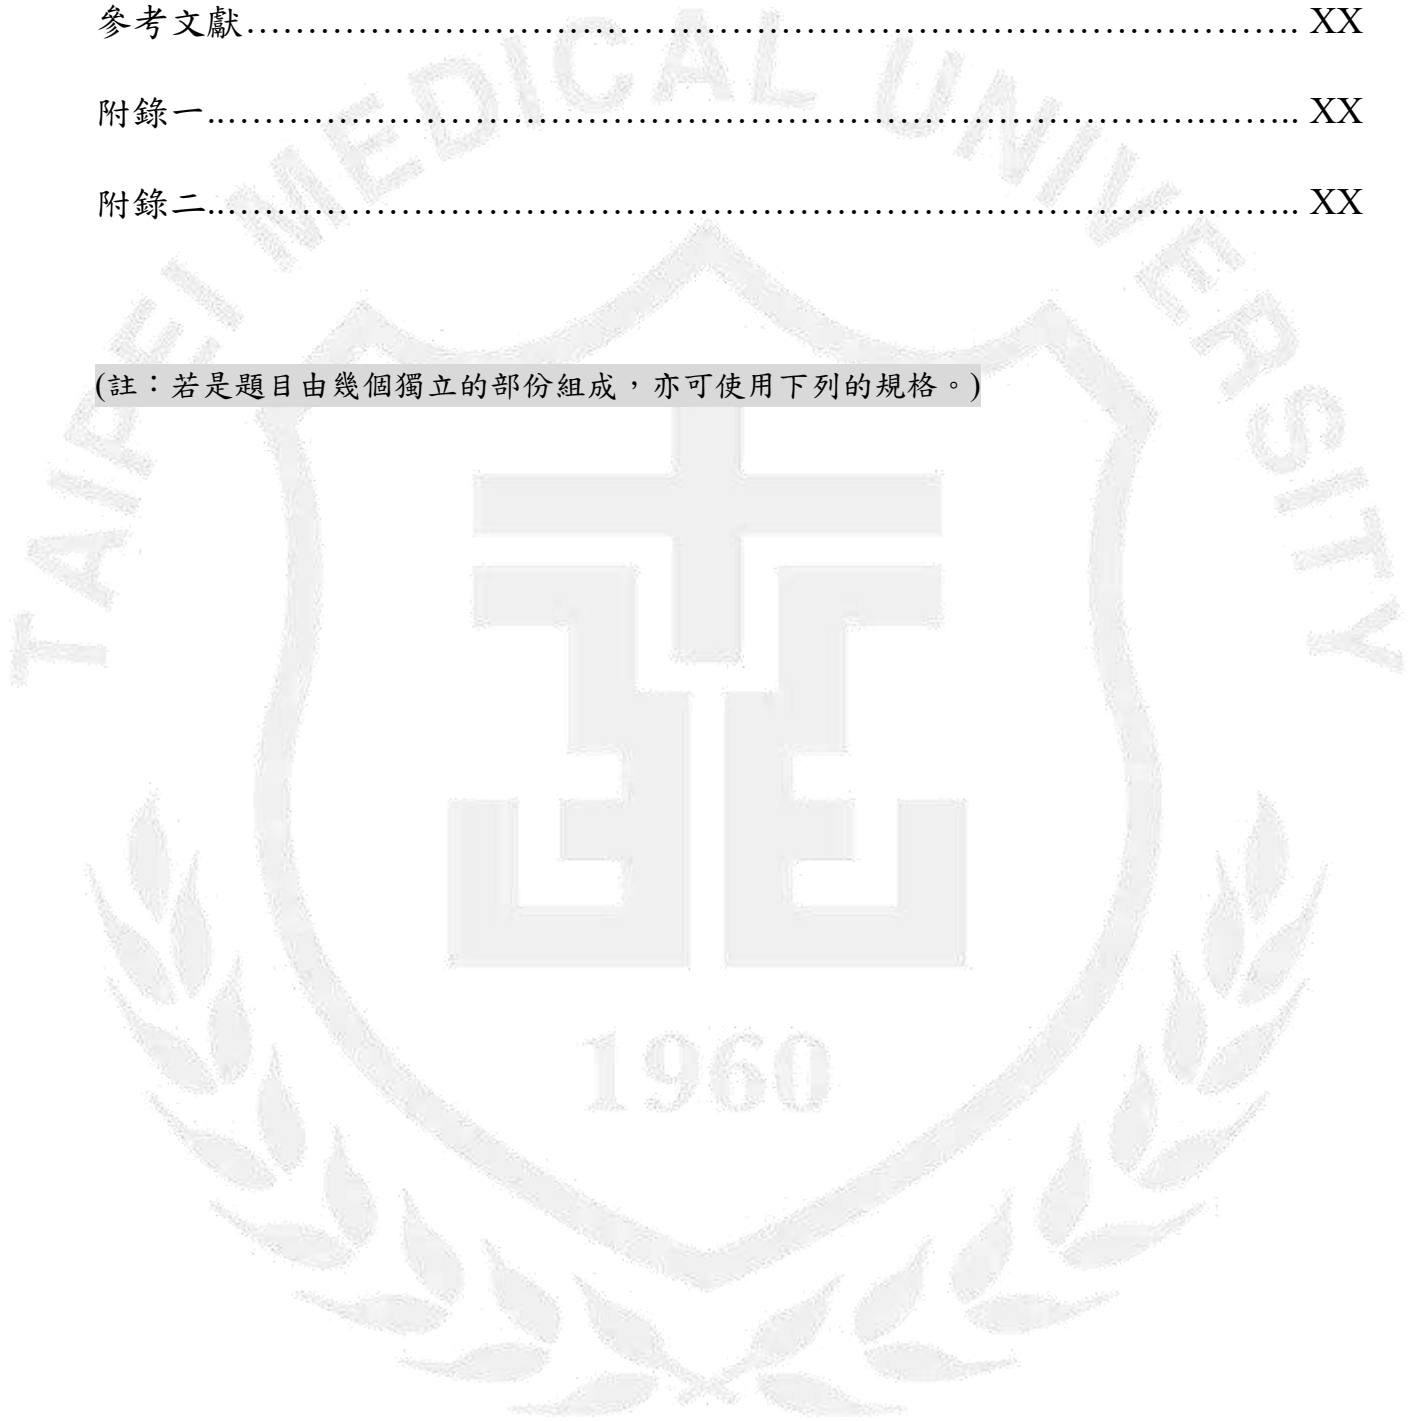 參考文獻…………………………………………………………………………. XX
附錄一..…………………………………………………………………….…….. XX
附錄二..………………………………………………………………………….. XX
(註：若是題目由幾個獨立的部份組成，亦可使用下列的規格。)
TAIPEI MEDICAL UNIVERSITY
1960